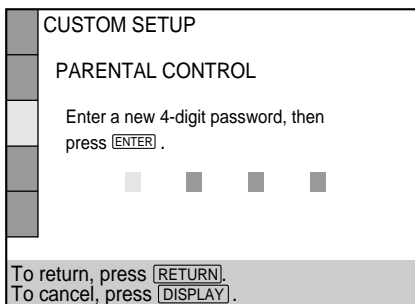 CUSTOM SETUP
PARENTAL CONTROL
Enter a new 4-digit password, then
press ENTER .
To return, press RETURN.
To cancel, press DISPLAY .